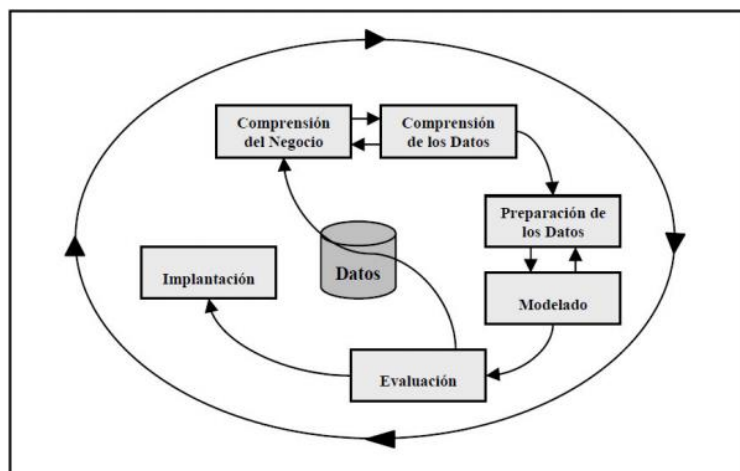 Comprensión
del Negocio
Comprensión
de los Datos
Preparación de
los Datos
Modelado
Evaluación
Implantación
Datos